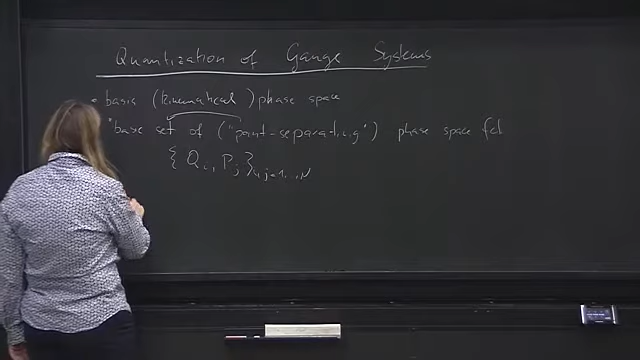 Quantization of Gauge Systems
• basis (kinematical) phase space
• base set of ("point-separating") phase space fct
{ Q_i, P_j }_{i,j=1...N}